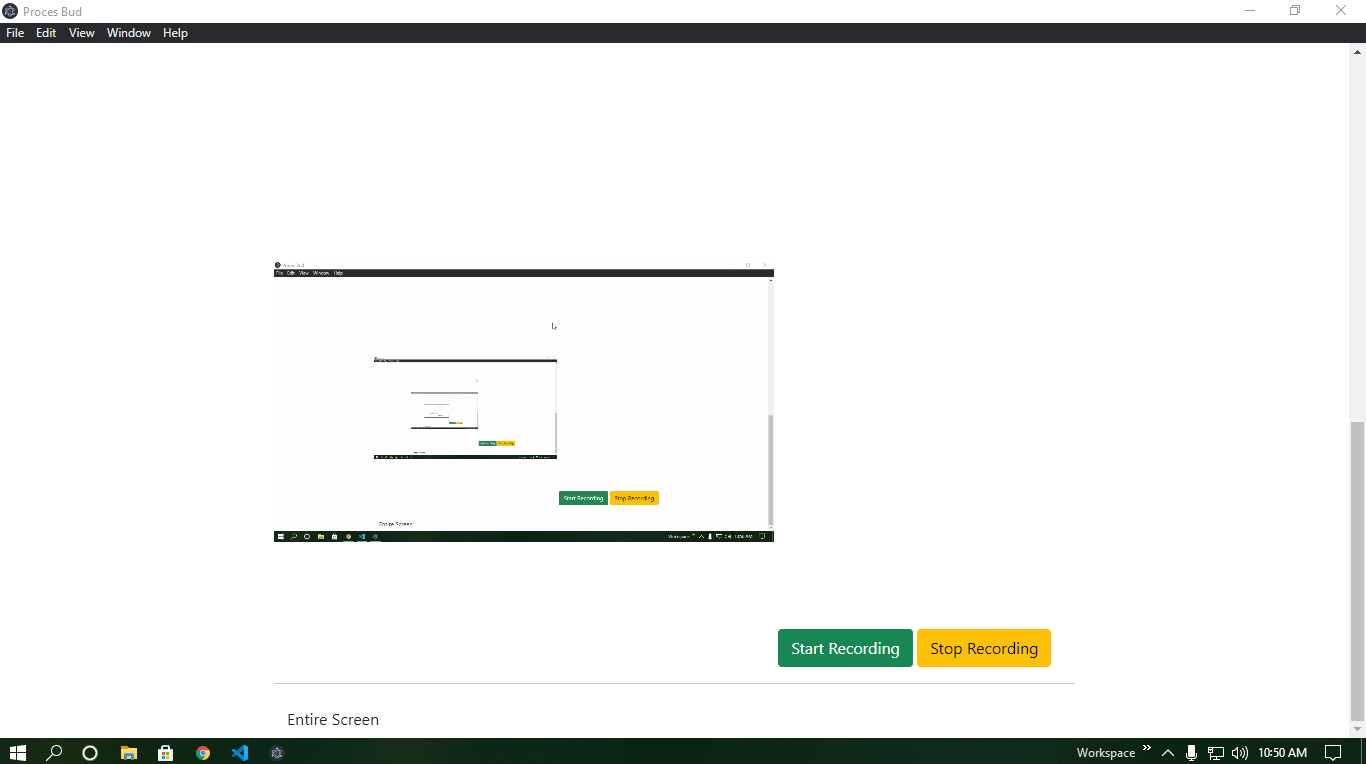 Proces Bud
File Edit View Window Help
Proces Bud
File Edit View Window Help
Start Recording Stop Recording
Entire Screen
Workspace 10:50 AM
Start Recording Stop Recording
Entire Screen
Workspace 10:50 AM